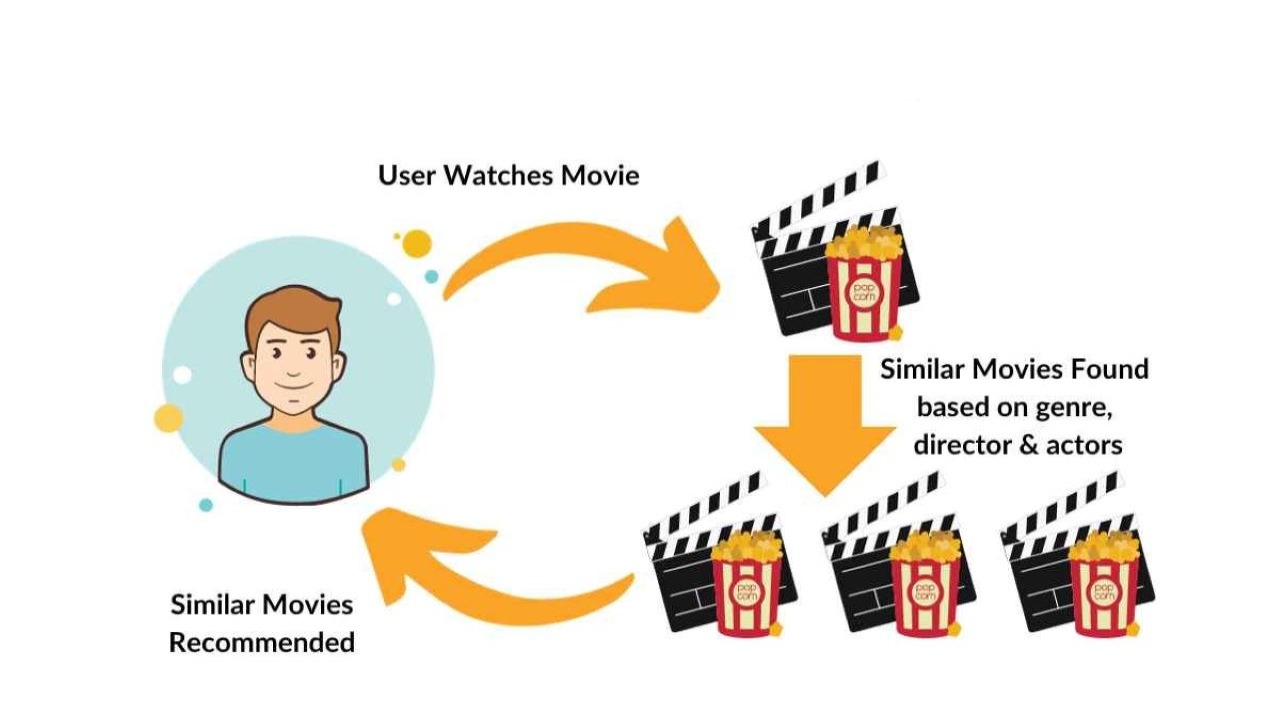 User Watches Movie
pop
corn
Similar Movies Found
based on genre,
director & actors
pop
corn
pop
corn
pop
corn
Similar Movies
Recommended